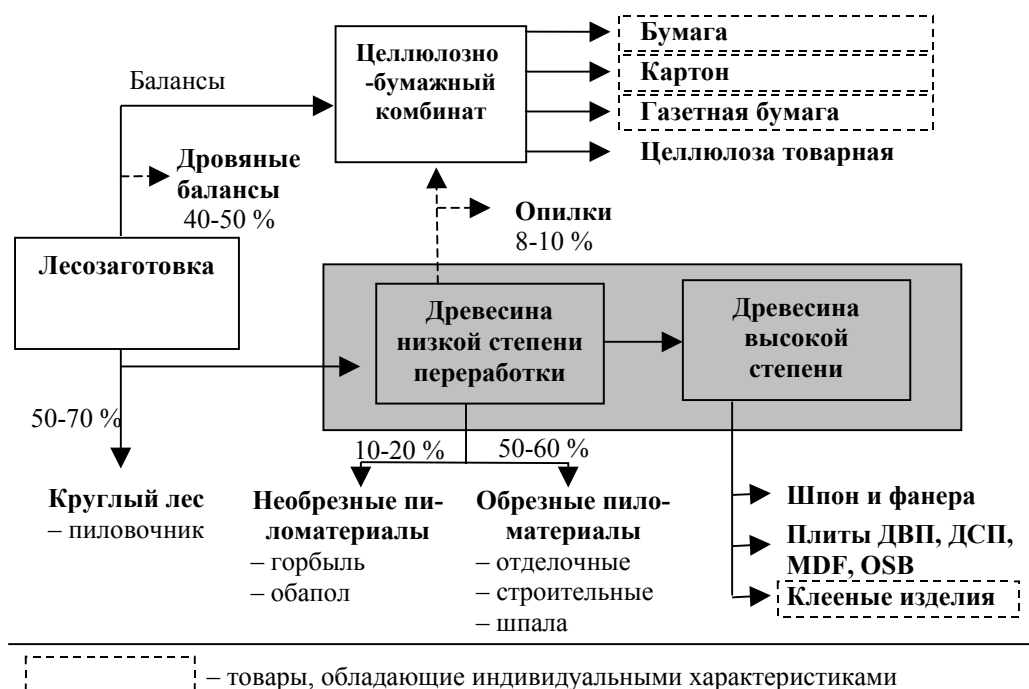 Балансы
Целлюлозно
-бумажный
комбинат
Бумага
Картон
Газетная бумага
Целлюлоза товарная
Дровяные
балансы
40-50 %
Опилки
8-10 %
Лесозаготовка
Древесина
низкой степени
переработки
Древесина
высокой
степени
50-70 %
10-20 %
50-60 %
Круглый лес
– пиловочник
Необрезные пи-
ломатериалы
– горбыль
– обапол
Обрезные пило-
материалы
– отделочные
– строительные
– шпала
Шпон и фанера
Плиты ДВП, ДСП,
MDF, OSB
Клееные изделия
– товары, обладающие индивидуальными характеристиками